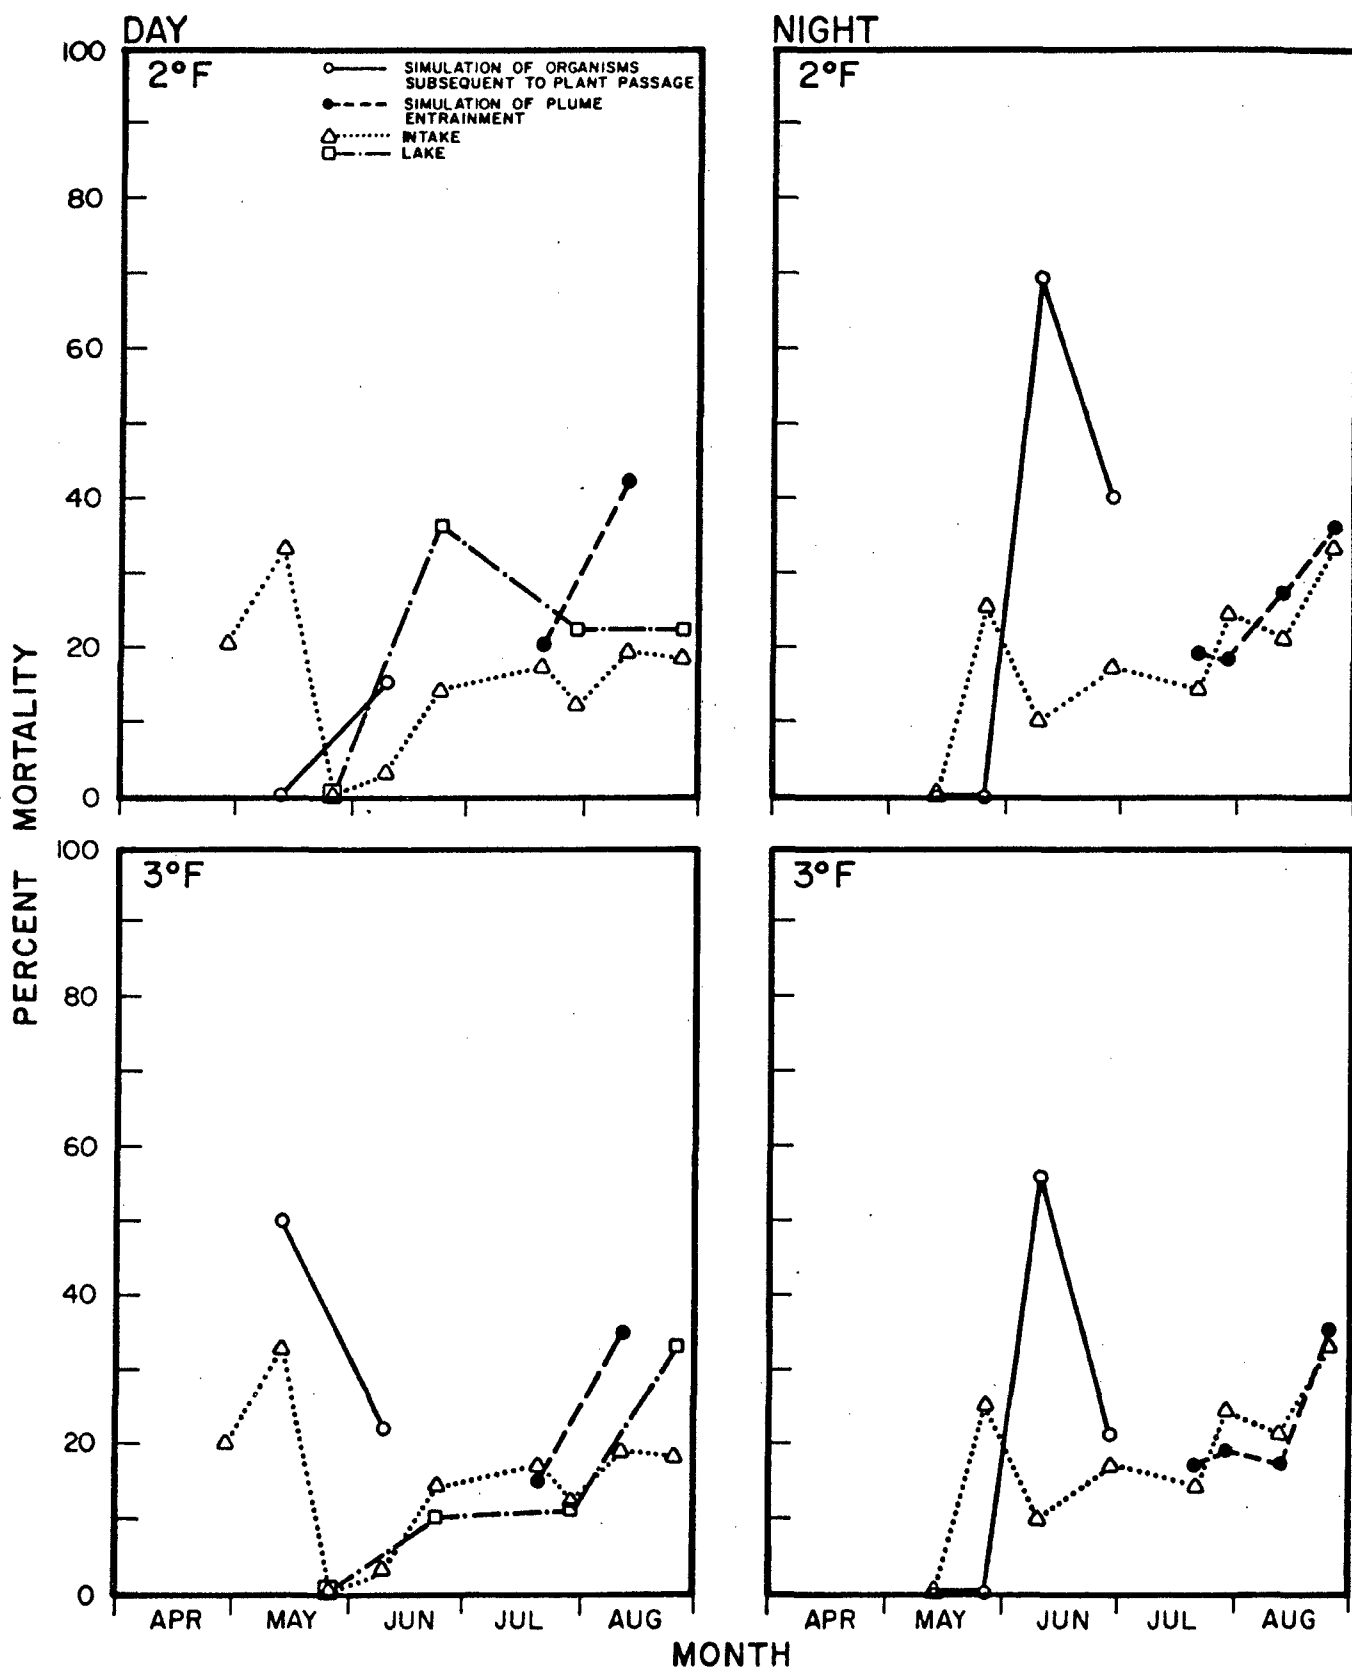 DAY
NIGHT
100
2°F
SIMULATION OF ORGANISMS
SUBSEQUENT TO PLANT PASSAGE
SIMULATION OF PLUME
ENTRAINMENT
INTAKE
LAKE
80
60
40
20
0
2°F
PERCENT MORTALITY
100
3°F
80
60
40
20
0
3°F
APR MAY JUN JUL AUG
APR MAY JUN JUL AUG
MONTH